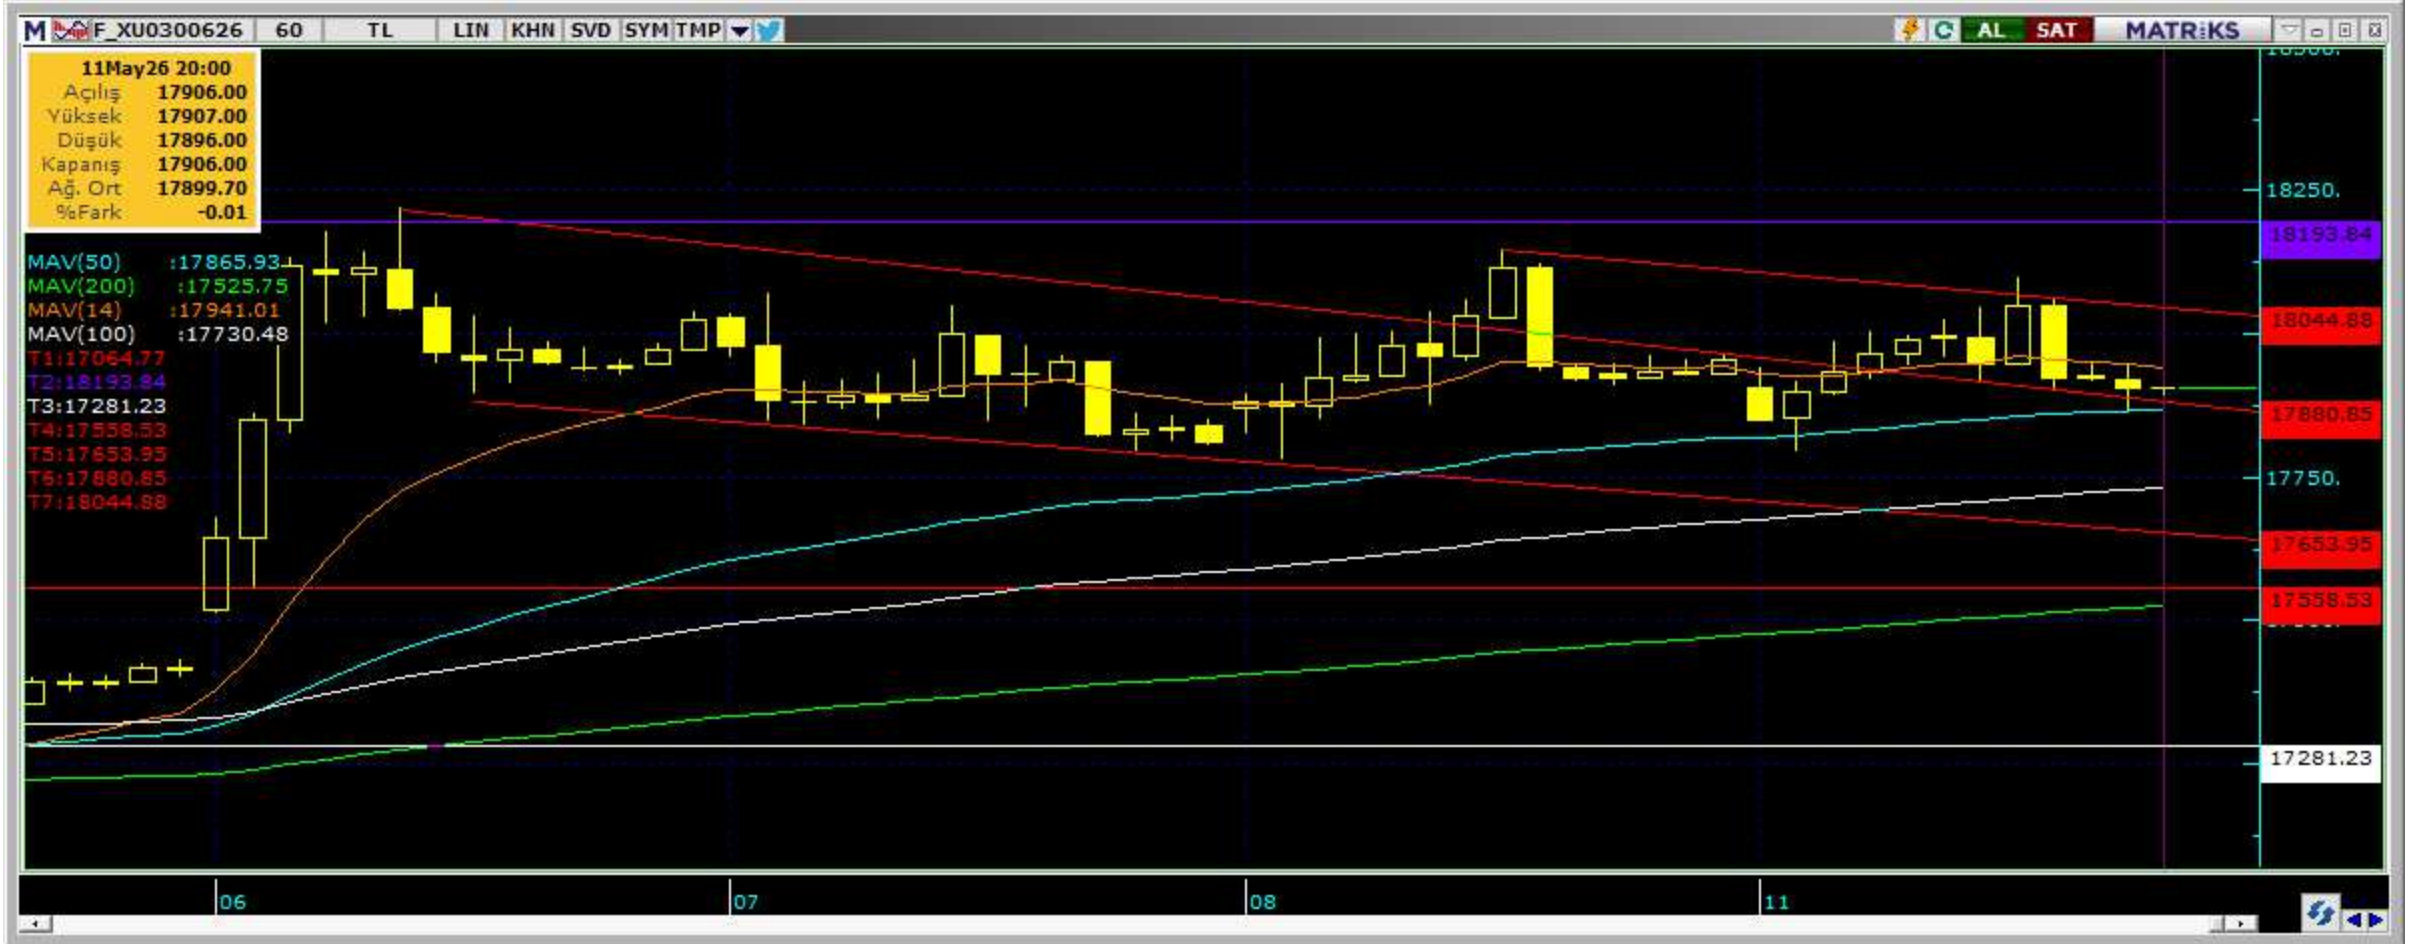 M F_XU0300626 60 TL LIN KHN SVD SYM TMP AL SAT MATRiKS
11May26 20:00
Açılış 17906.00
Yüksek 17907.00
Düşük 17896.00
Kapanış 17906.00
Ağ. Ort 17899.70
%Fark -0.01
MAV(50) :17865.93
MAV(200) :17525.75
MAV(14) :17941.01
MAV(100) :17730.48
T1:17064.77
T2:18193.84
T3:17281.23
T4:17558.53
T5:17653.95
T6:17880.85
T7:18044.88
18250.
18193.84
18044.88
17880.85
17750.
17653.95
17558.53
17281.23
06 07 08 11